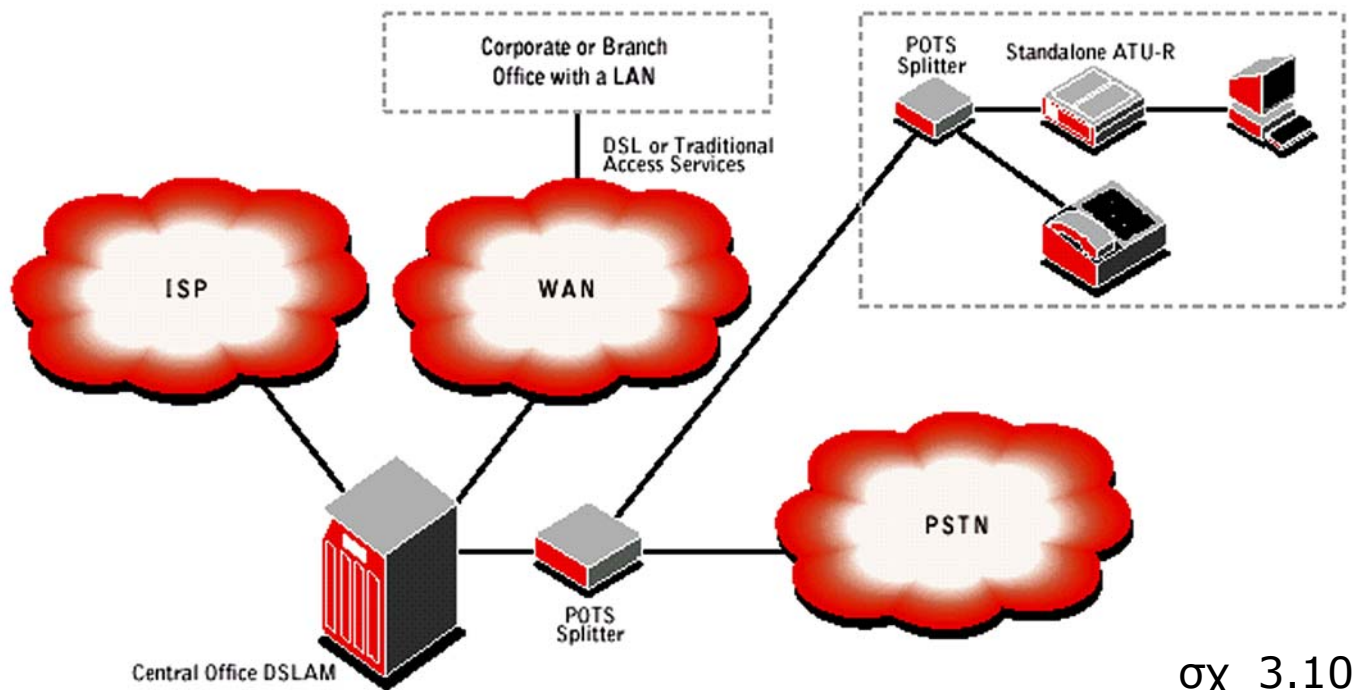 Corporate or Branch
Office with a LAN
POTS
Splitter
Standalone ATU-R
DSL or Traditional
Access Services
ISP
WAN
PSTN
POTS
Splitter
Central Office DSLAM
σχ 3.10